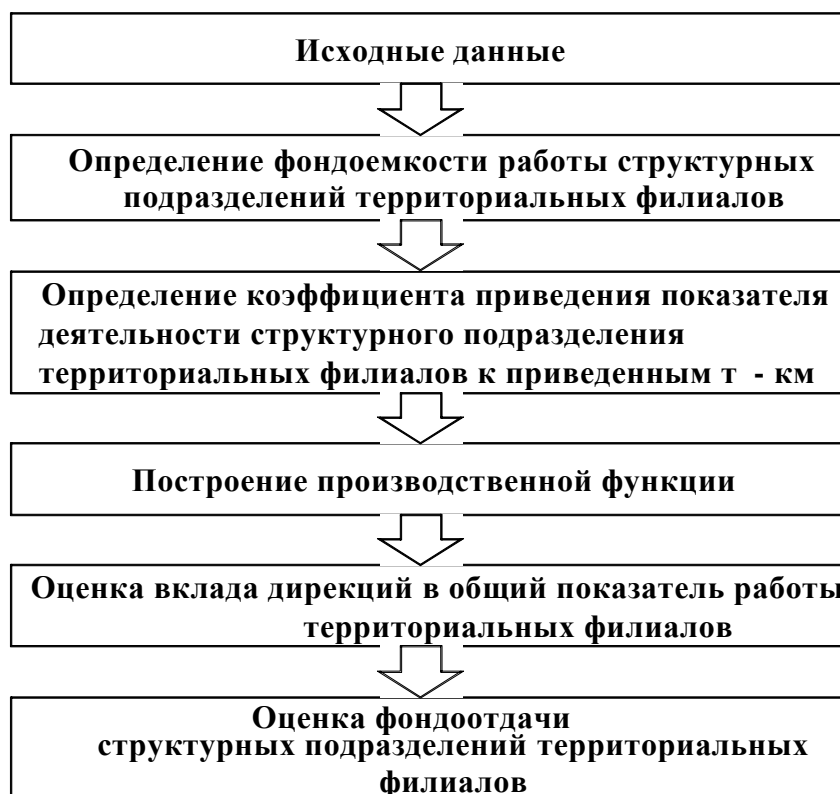 Исходные данные
Определение фондоемкости работы структурных
подразделений территориальных филиалов
Определение коэффициента приведения показателя
деятельности структурного подразделения
территориальных филиалов к приведенным т - км
Построение производственной функции
Оценка вклада дирекций в общий показатель работы
территориальных филиалов
Оценка фондоотдачи
структурных подразделений территориальных
филиалов